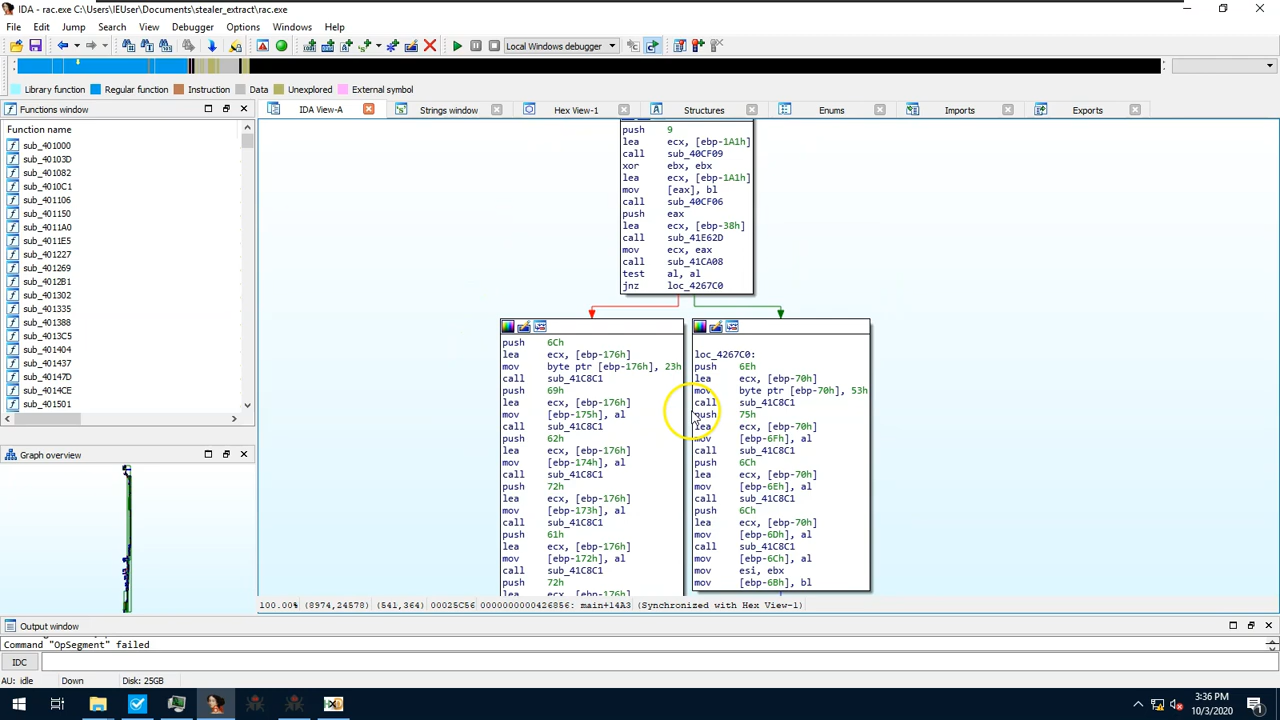 IDA - rac.exe C:\Users\IEUser\Documents\stealer_extract\rac.exe
File Edit Jump Search View Debugger Options Windows Help
Local Windows debugger
Library function Regular function Instruction Data Unexplored External symbol
Functions window
IDA View-A Strings window Hex View-1 Structures Enums Imports Exports
Function name
sub_401000
sub_40103D
sub_401082
sub_4010C1
sub_401106
sub_401150
sub_4011A0
sub_4011E5
sub_401227
sub_401269
sub_4012B1
sub_401302
sub_401335
sub_401388
sub_4013C5
sub_401404
sub_401437
sub_40147D
sub_4014CE
sub_401501
push 9
lea ecx, [ebp-1A1h]
call sub_40CF09
xor ebx, ebx
lea ecx, [ebp-1A1h]
mov [eax], bl
call sub_40CF06
push eax
lea ecx, [ebp-38h]
call sub_41E62D
mov ecx, eax
call sub_41CA08
test al, al
jnz loc_4267C0
push 6Ch
lea ecx, [ebp-176h]
mov byte ptr [ebp-176h], 23h
call sub_41C8C1
push 69h
lea ecx, [ebp-176h]
mov [ebp-175h], al
call sub_41C8C1
push 62h
lea ecx, [ebp-176h]
mov [ebp-174h], al
call sub_41C8C1
push 72h
lea ecx, [ebp-176h]
mov [ebp-173h], al
call sub_41C8C1
push 61h
lea ecx, [ebp-176h]
mov [ebp-172h], al
call sub_41C8C1
push 72h
lea ecx, [ebp-176h]
loc_4267C0:
push 6Eh
lea ecx, [ebp-70h]
mov byte ptr [ebp-70h], 53h
call sub_41C8C1
push 75h
lea ecx, [ebp-70h]
mov [ebp-6Fh], al
call sub_41C8C1
push 6Ch
lea ecx, [ebp-70h]
mov [ebp-6Eh], al
call sub_41C8C1
push 6Ch
lea ecx, [ebp-70h]
mov [ebp-6Dh], al
call sub_41C8C1
mov [ebp-6Ch], al
mov esi, ebx
mov [ebp-6Bh], bl
Graph overview
100.00% (8974,24578) (541,364) 00025C56 0000000000426856: main+14A3 (Synchronized with Hex View-1)
Output window
Command "OpSegment" failed
IDC
AU: idle Down Disk: 25GB
3:36 PM
10/3/2020
1